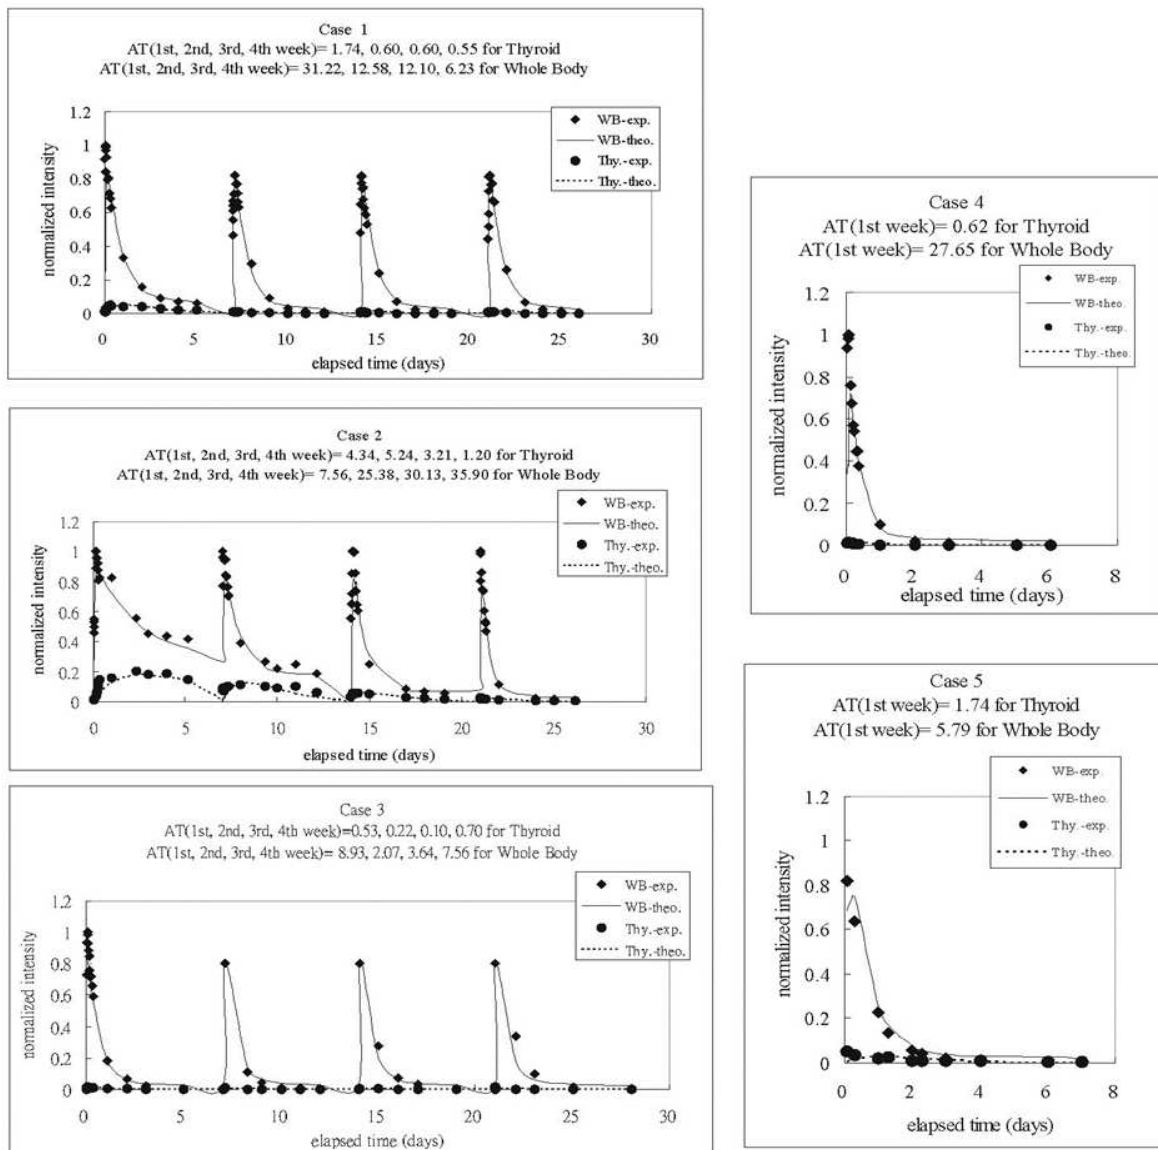 Case 1
AT(1st, 2nd, 3rd, 4th week)= 1.74, 0.60, 0.60, 0.55 for Thyroid
AT(1st, 2nd, 3rd, 4th week)= 31.22, 12.58, 12.10, 6.23 for Whole Body
1.2
1
0.8
0.6
0.4
0.2
0
normalized intensity
WB-exp.
WB-theo.
Thy.-exp.
Thy.-theo.
0 5 10 15 20 25 30
elapsed time (days)
Case 2
AT(1st, 2nd, 3rd, 4th week)= 4.34, 5.24, 3.21, 1.20 for Thyroid
AT(1st, 2nd, 3rd, 4th week)= 7.56, 25.38, 30.13, 35.90 for Whole Body
1.2
1
0.8
0.6
0.4
0.2
0
normalized intensity
WB-exp.
WB-theo.
Thy.-exp.
Thy.-theo.
0 5 10 15 20 25 30
elapsed time (days)
Case 3
AT(1st, 2nd, 3rd, 4th week)=0.53, 0.22, 0.10, 0.70 for Thyroid
AT(1st, 2nd, 3rd, 4th week)= 8.93, 2.07, 3.64, 7.56 for Whole Body
1.2
1
0.8
0.6
0.4
0.2
0
normalized intensity
WB-exp.
WB-theo.
Thy.-exp.
Thy.-theo.
0 5 10 15 20 25 30
elapsed time (days)
Case 4
AT(1st week)= 0.62 for Thyroid
AT(1st week)= 27.65 for Whole Body
1.2
1
0.8
0.6
0.4
0.2
0
normalized intensity
WB-exp.
WB-theo.
Thy.-exp.
Thy.-theo.
0 2 4 6 8
elapsed time (days)
Case 5
AT(1st week)= 1.74 for Thyroid
AT(1st week)= 5.79 for Whole Body
1.2
1
0.8
0.6
0.4
0.2
0
normalized intensity
WB-exp.
WB-theo.
Thy.-exp.
Thy.-theo.
0 2 4 6 8
elapsed time (days)